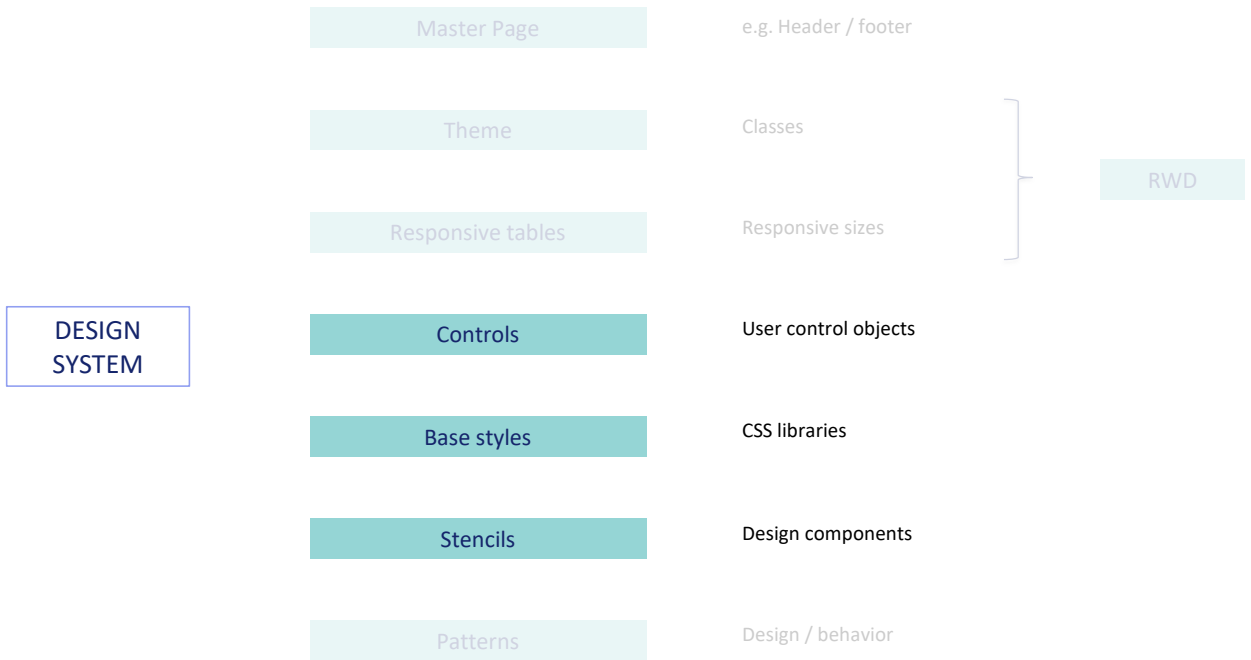 Master Page
e.g. Header / footer
Theme
Classes
RWD
Responsive tables
Responsive sizes
DESIGN
SYSTEM
Controls
User control objects
Base styles
CSS libraries
Stencils
Design components
Patterns
Design / behavior